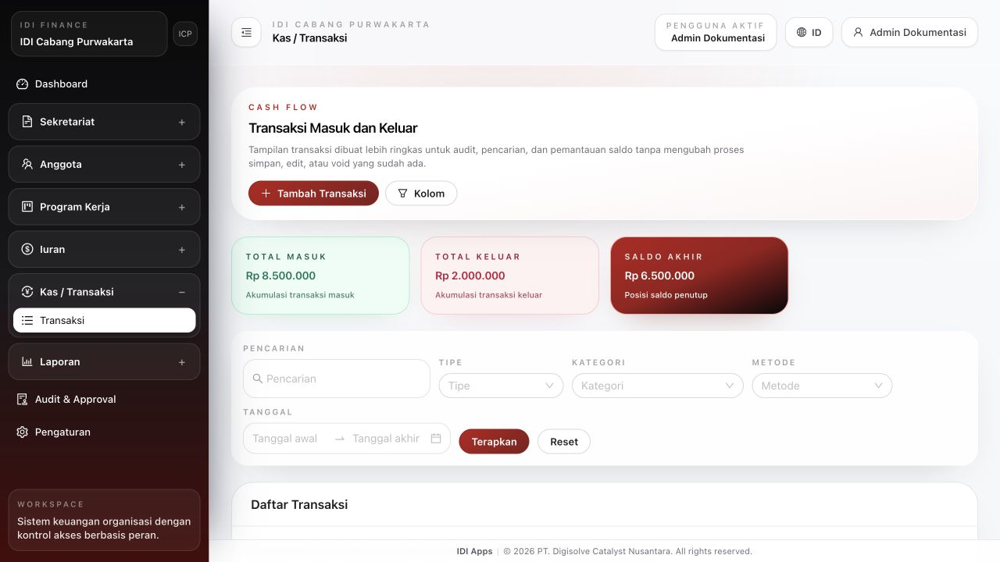 IDI FINANCE
IDI Cabang Purwakarta
ICP
Dashboard
Sekretariat +
Anggota +
Program Kerja +
Iuran +
Kas / Transaksi −
Transaksi
Laporan +
Audit & Approval
Pengaturan
WORKSPACE
Sistem keuangan organisasi dengan
kontrol akses berbasis peran.
IDI CABANG PURWAKARTA
Kas / Transaksi
PENGGUNA AKTIF
Admin Dokumentasi
ID
Admin Dokumentasi
CASH FLOW
Transaksi Masuk dan Keluar
Tampilan transaksi dibuat lebih ringkas untuk audit, pencarian, dan pemantauan saldo tanpa mengubah proses
simpan, edit, atau void yang sudah ada.
+ Tambah Transaksi
Kolom
TOTAL MASUK
Rp 8.500.000
Akumulasi transaksi masuk
TOTAL KELUAR
Rp 2.000.000
Akumulasi transaksi keluar
SALDO AKHIR
Rp 6.500.000
Posisi saldo penutup
PENCARIAN
Pencarian
TIPE
Tipe
KATEGORI
Kategori
METODE
Metode
TANGGAL
Tanggal awal → Tanggal akhir
Terapkan
Reset
Daftar Transaksi
IDI Apps | © 2026 PT. Digisolve Catalyst Nusantara. All rights reserved.